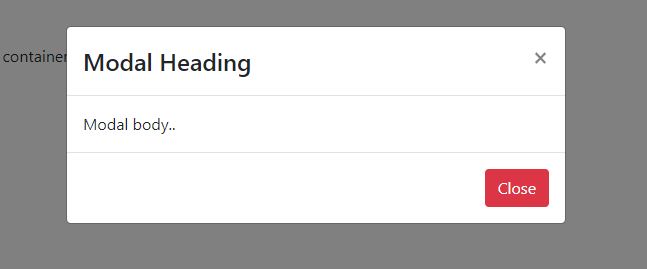 Modal Heading
×
container
Modal body..
Close